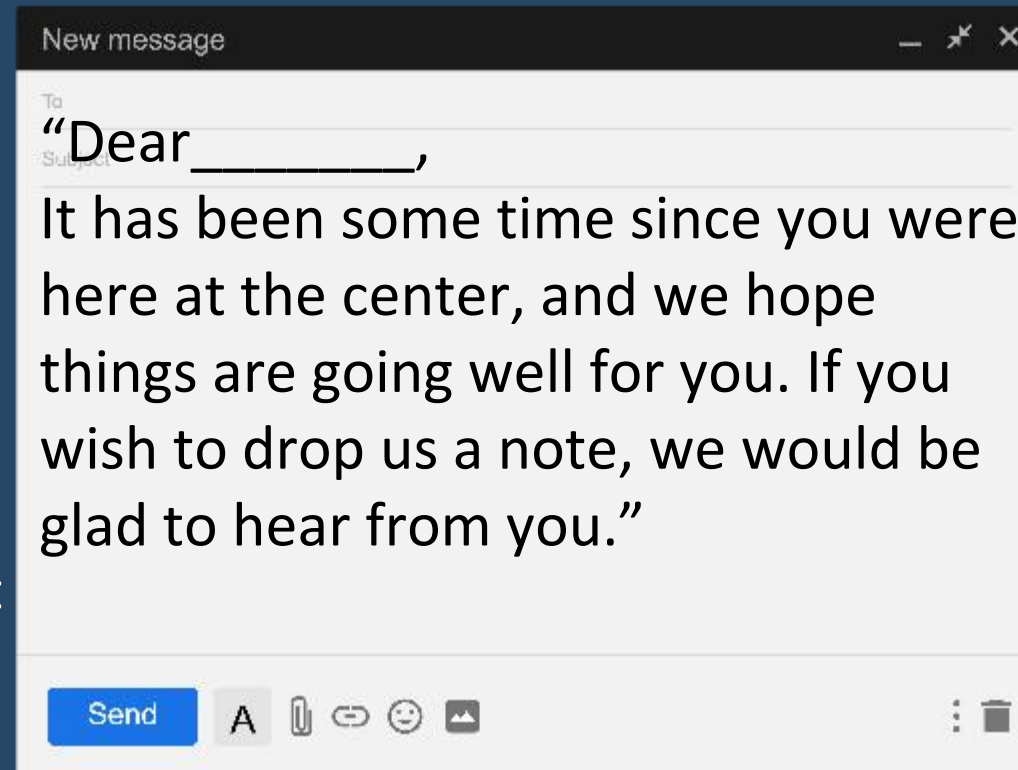 New message
To
Subject
“Dear_______,
It has been some time since you were
here at the center, and we hope
things are going well for you. If you
wish to drop us a note, we would be
glad to hear from you.”
Send
A